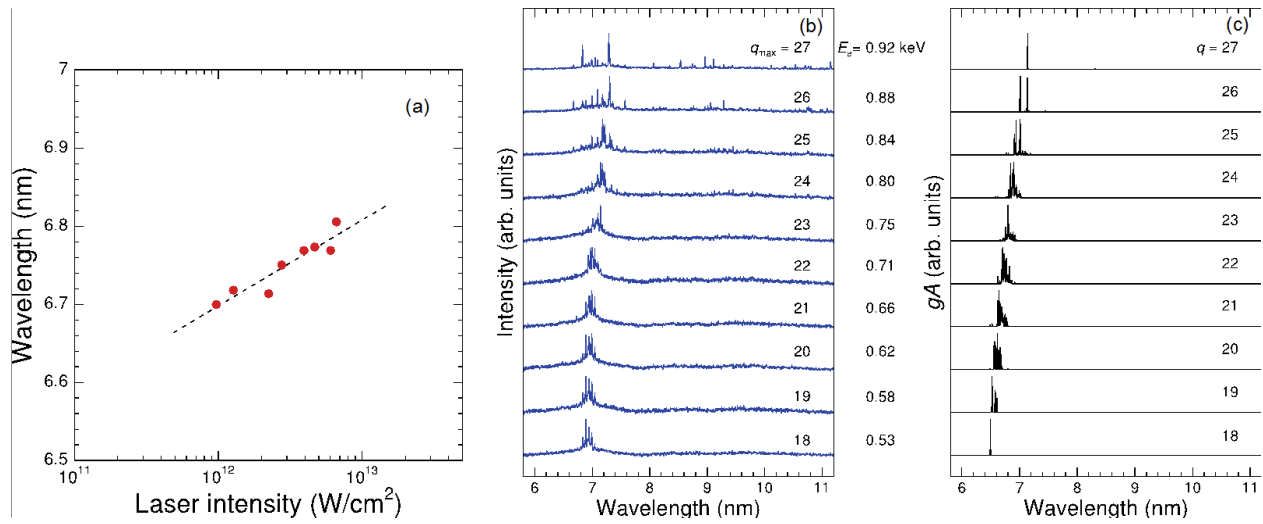 (a)
Wavelength (nm)
7
6.9
6.8
6.7
6.6
6.5
10^11
10^12
10^13
Laser intensity (W/cm^2)
(b)
Intensity (arb. units)
q_max = 27 E_e = 0.92 keV
26 0.88
25 0.84
24 0.80
23 0.75
22 0.71
21 0.66
20 0.62
19 0.58
18 0.53
6 7 8 9 10 11
Wavelength (nm)
(c)
gA (arb. units)
q = 27
26
25
24
23
22
21
20
19
18
6 7 8 9 10 11
Wavelength (nm)